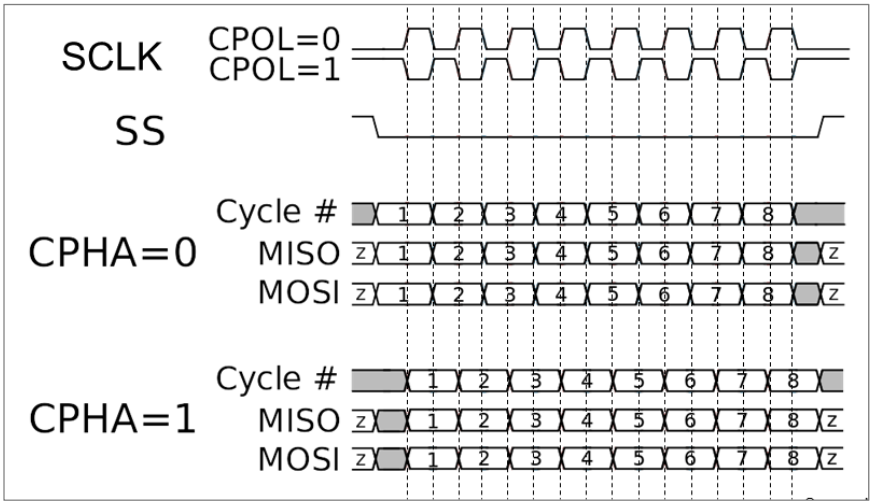 SCLK CPOL=0
CPOL=1
SS
Cycle # 1 2 3 4 5 6 7 8
CPHA=0 MISO z 1 2 3 4 5 6 7 8 z
MOSI z 1 2 3 4 5 6 7 8 z
Cycle # 1 2 3 4 5 6 7 8
CPHA=1 MISO z 1 2 3 4 5 6 7 8 z
MOSI z 1 2 3 4 5 6 7 8 z